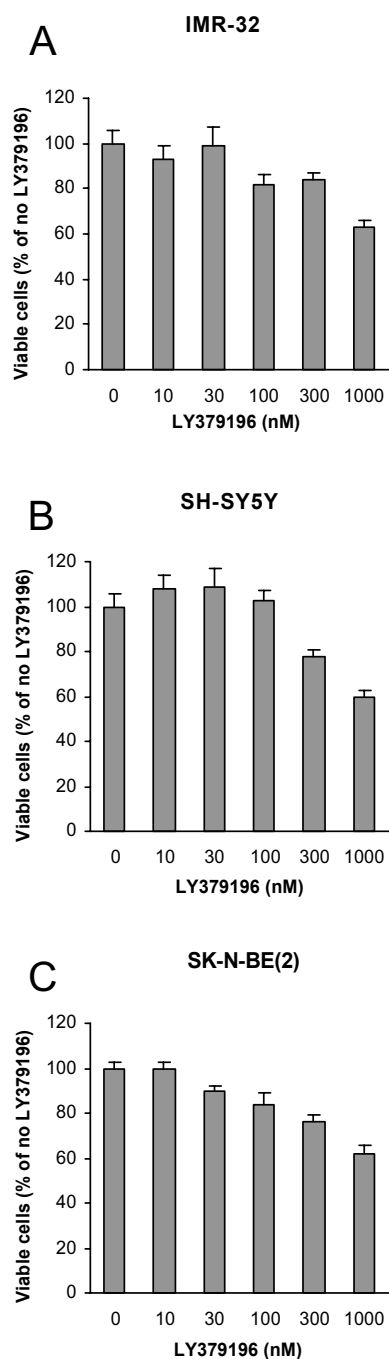 A
IMR-32
Viable cells (% of no LY379196)
120
100
80
60
40
20
0
0 10 30 100 300 1000
LY379196 (nM)
B
SH-SY5Y
Viable cells (% of no LY379196)
120
100
80
60
40
20
0
0 10 30 100 300 1000
LY379196 (nM)
C
SK-N-BE(2)
Viable cells (% of no LY379196)
120
100
80
60
40
20
0
0 10 30 100 300 1000
LY379196 (nM)